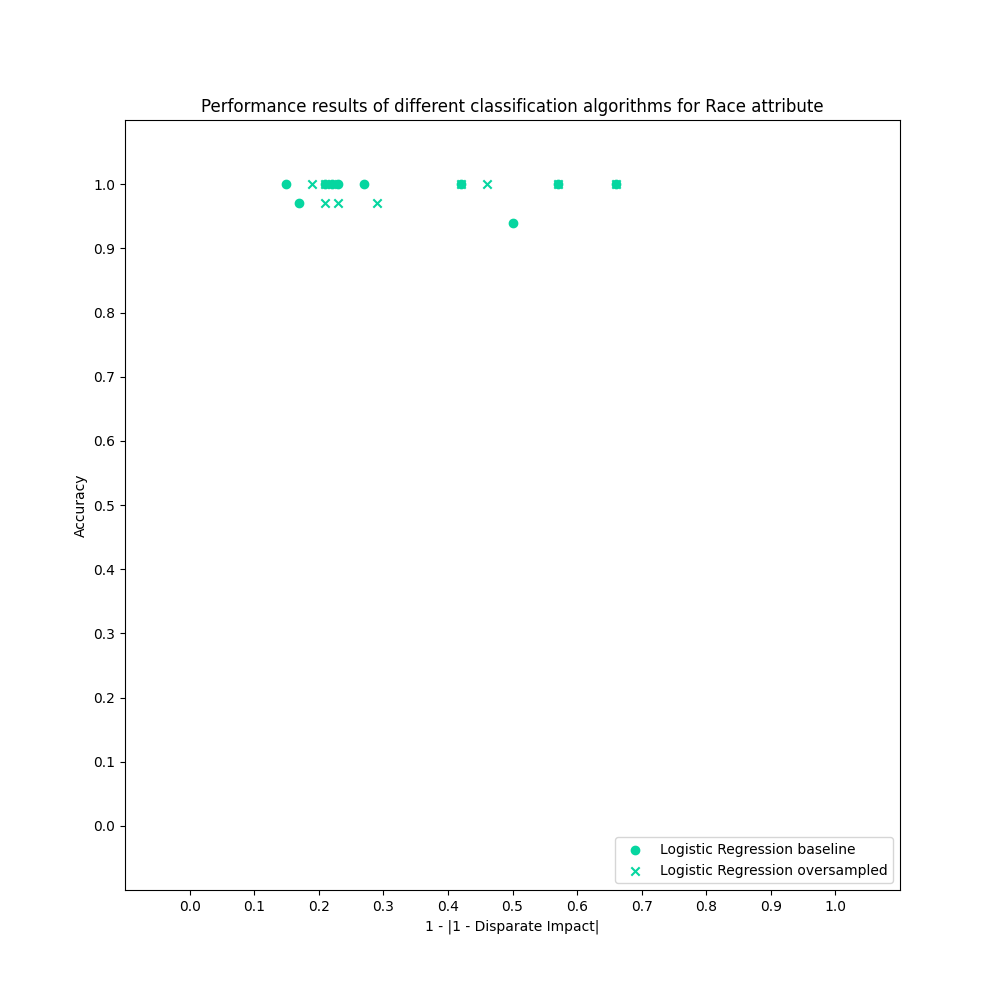 Performance results of different classification algorithms for Race attribute
1.0
0.9
0.8
0.7
0.6
0.5
0.4
0.3
0.2
0.1
0.0
Accuracy
Logistic Regression baseline
Logistic Regression oversampled
0.0 0.1 0.2 0.3 0.4 0.5 0.6 0.7 0.8 0.9 1.0
1 - |1 - Disparate Impact|